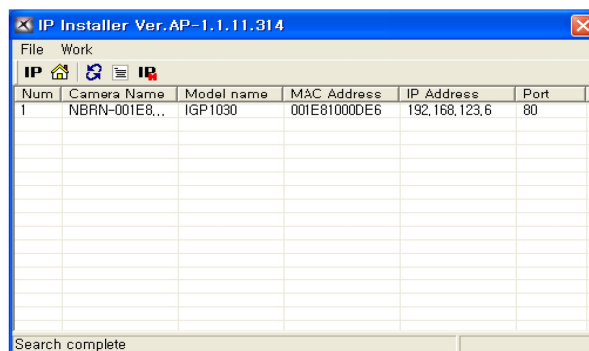 IP Installer Ver.AP-1.1.11.314
File Work
IP IP
Num Camera Name Model name MAC Address IP Address Port
1 NBRN-001E8... IGP1030 001E81000DE6 192,168,123,6 80
Search complete